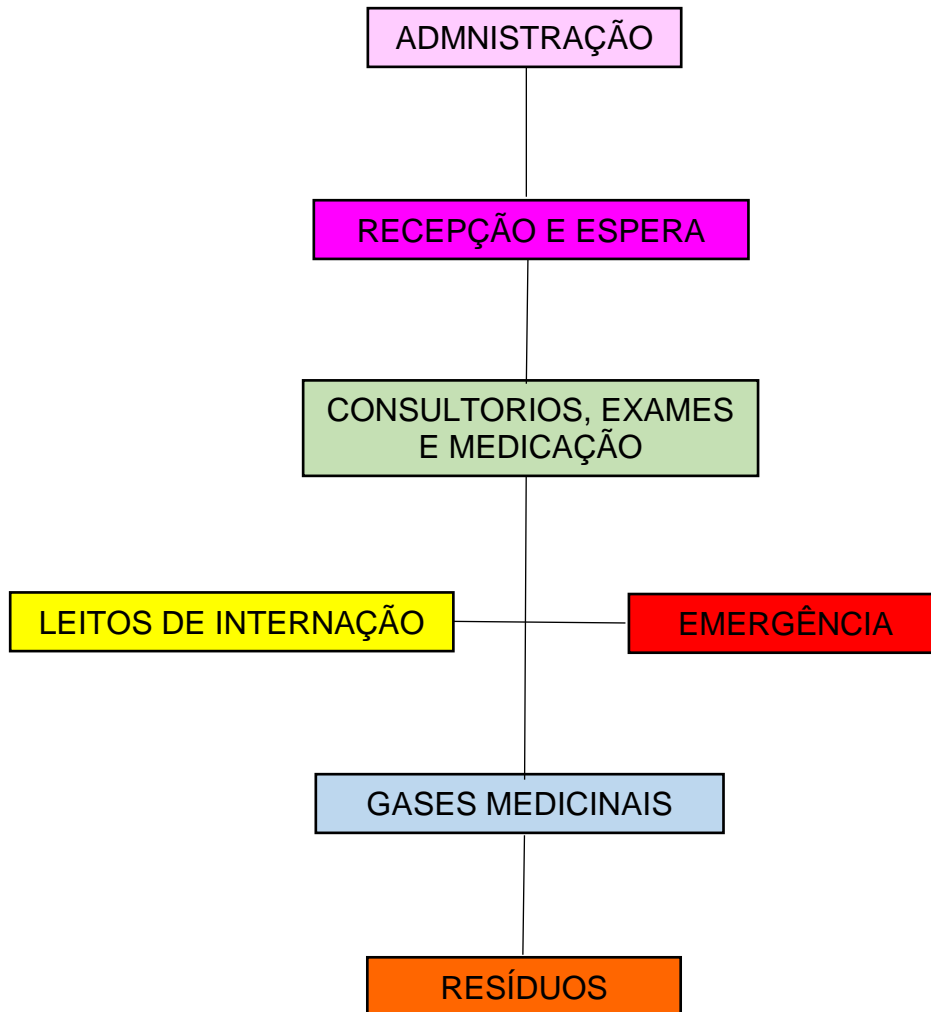 ADMNISTRAÇÃO
RECEPÇÃO E ESPERA
CONSULTORIOS, EXAMES
E MEDICAÇÃO
LEITOS DE INTERNAÇÃO
EMERGÊNCIA
GASES MEDICINAIS
RESÍDUOS